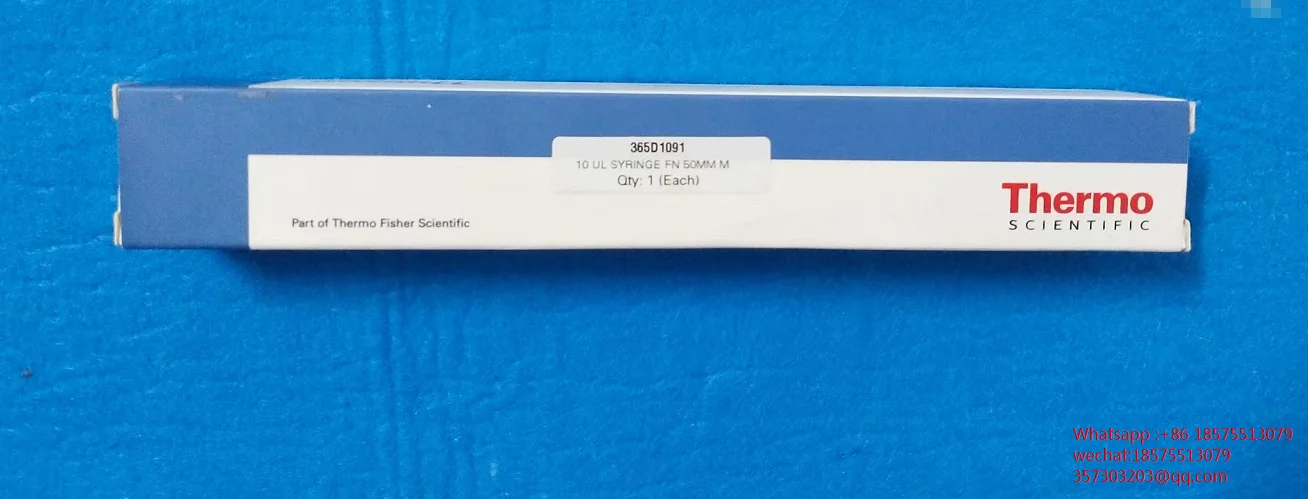 365D1091
10 UL SYRINGE FN 50MM M
Qty: 1 (Each)
Part of Thermo Fisher Scientific
Thermo
SCIENTIFIC
Whatsapp :+86 18575513079
wechat:18575513079
357303203@qq.com